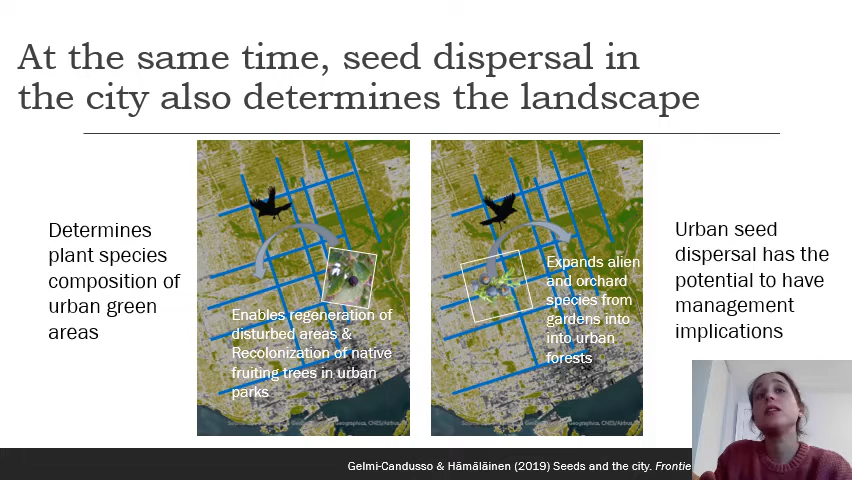 At the same time, seed dispersal in
the city also determines the landscape
Determines
plant species
composition of
urban green
areas
Enables regeneration of
disturbed areas &
Recolonization of native
fruiting trees in urban
parks
Expands alien
and orchard
species from
gardens into
into urban
forests
Urban seed
dispersal has the
potential to have
management
implications
Gelmi-Candusso & Hämäläinen (2019) Seeds and the city. Frontie